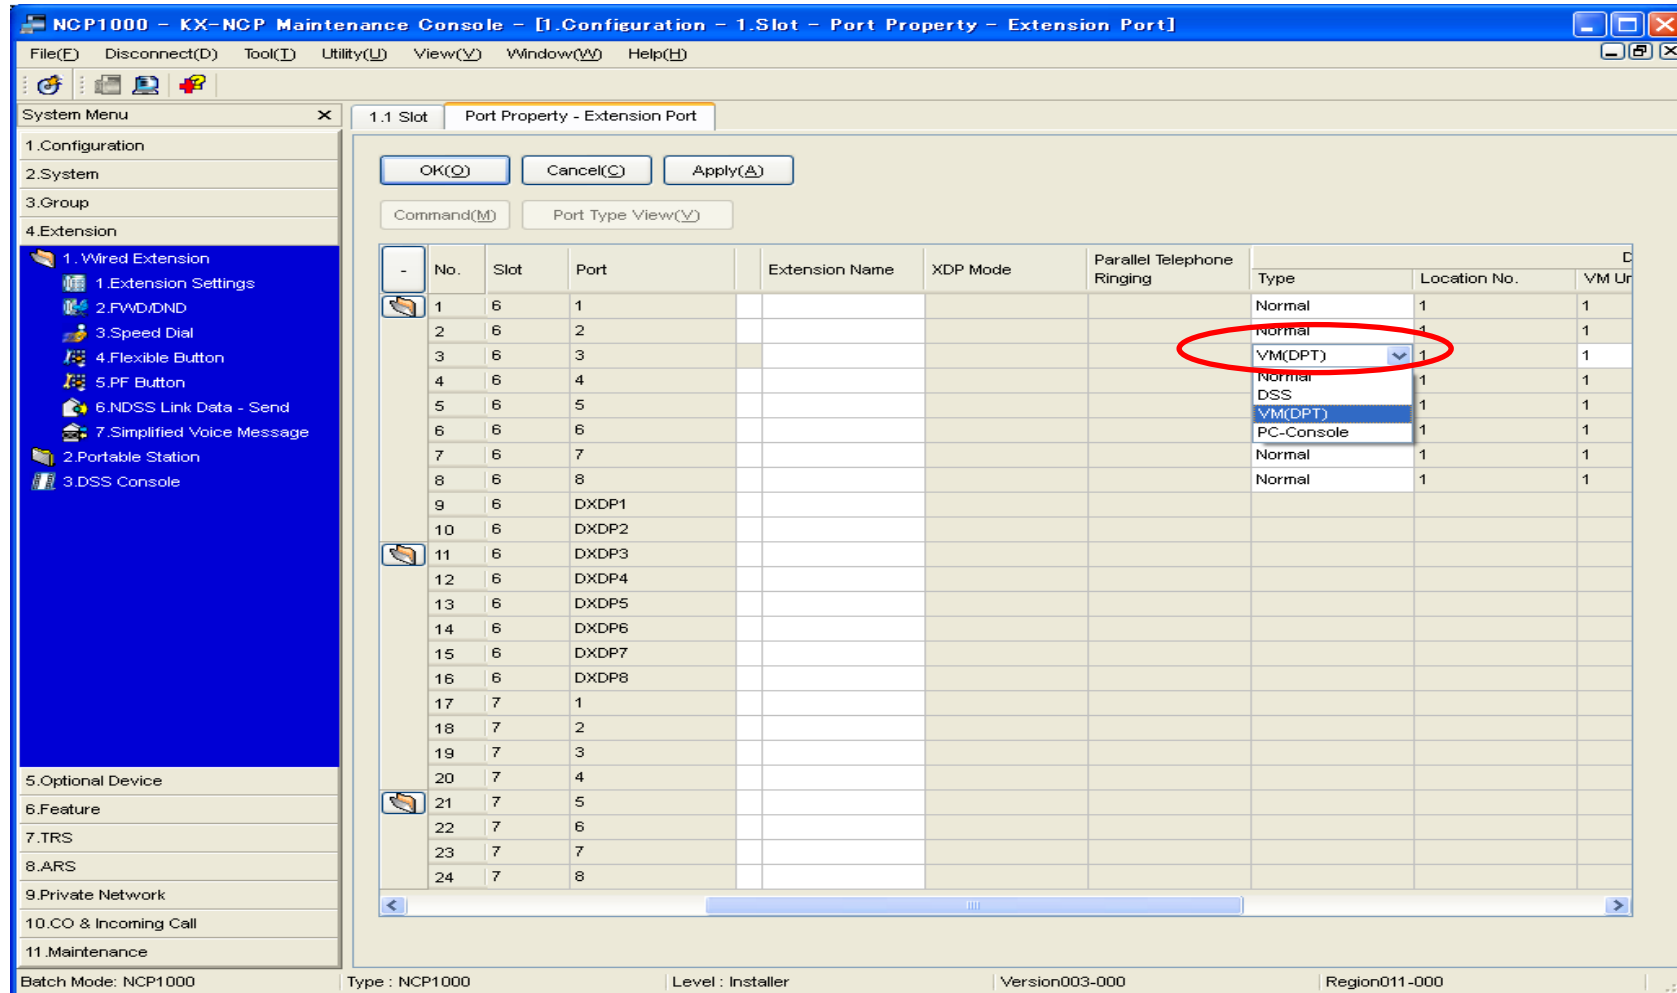 NCP1000 - KX-NCP Maintenance Console - [1.Configuration - 1.Slot - Port Property - Extension Port]
File(F) Disconnect(D) Tool(T) Utility(U) View(V) Window(W) Help(H)
System Menu
1.1 Slot Port Property - Extension Port
1.Configuration
2.System
3.Group
4.Extension
1.Wired Extension
1.Extension Settings
2.FWD/DND
3.Speed Dial
4.Flexible Button
5.PF Button
6.NDSS Link Data - Send
7.Simplified Voice Message
2.Portable Station
3.DSS Console
5.Optional Device
6.Feature
7.TRS
8.ARS
9.Private Network
10.CO & Incoming Call
11.Maintenance
OK(O) Cancel(C) Apply(A)
Command(M) Port Type View(V)
- No. Slot Port Extension Name XDP Mode Parallel Telephone Ringing D
Type Location No. VM Un
1 6 1 Normal 1 1
2 6 2 Normal 1 1
3 6 3 VM(DPT) 1 1
4 6 4 Normal 1 1
5 6 5 DSS 1 1
VM(DPT)
6 6 6 PC-Console 1 1
7 6 7 Normal 1 1
8 6 8 Normal 1 1
9 6 DXDP1
10 6 DXDP2
11 6 DXDP3
12 6 DXDP4
13 6 DXDP5
14 6 DXDP6
15 6 DXDP7
16 6 DXDP8
17 7 1
18 7 2
19 7 3
20 7 4
21 7 5
22 7 6
23 7 7
24 7 8
Batch Mode: NCP1000 Type : NCP1000 Level : Installer Version003-000 Region011-000